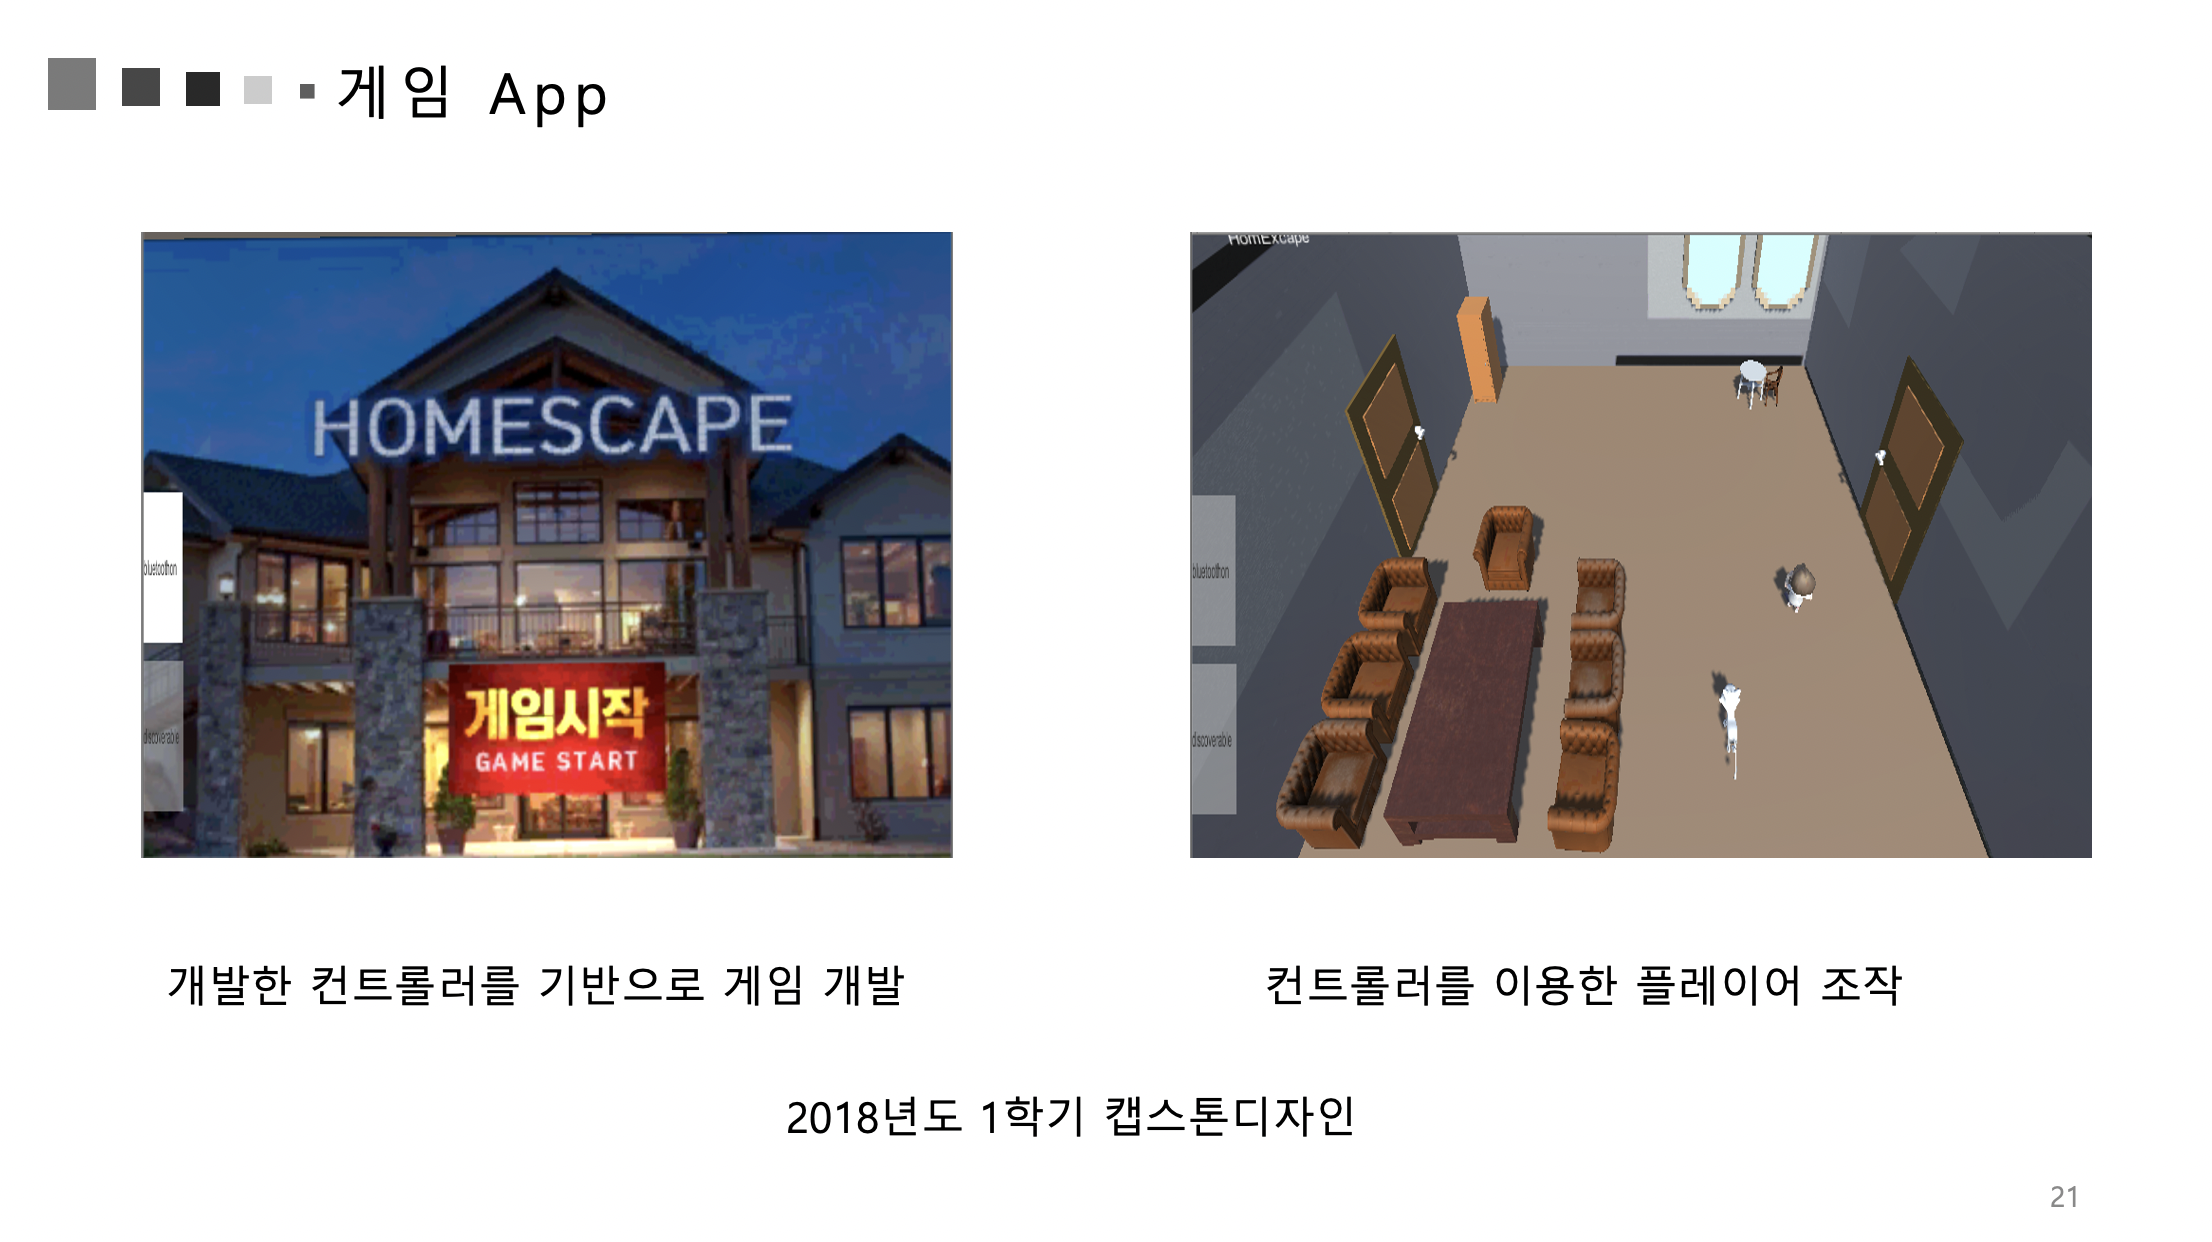 게임 App
HOMESCAPE
bluetoothon
게임시작
GAME START
discoverable
HomExcape
bluetoothon
discoverable
개발한 컨트롤러를 기반으로 게임 개발
컨트롤러를 이용한 플레이어 조작
2018년도 1학기 캡스톤디자인
21